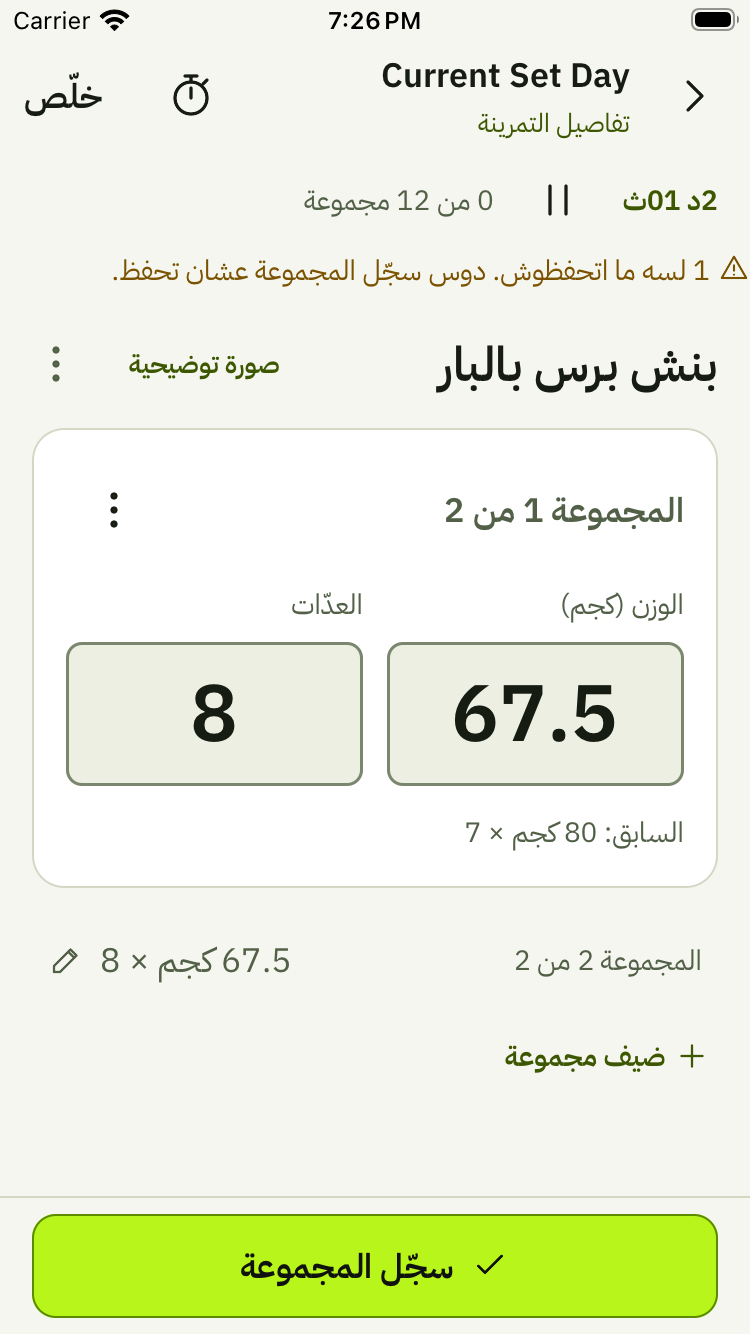 Carrier 7:26 PM
Current Set Day
تفاصيل التمرينة
خلّص
2د 01ث
0 من 12 مجموعة
1 لسه ما اتحفظوش. دوس سجّل المجموعة عشان تحفظ.
بنش برس بالبار
صورة توضيحية
المجموعة 1 من 2
الوزن (كجم)
العدّات
67.5
8
السابق: 80 كجم × 7
المجموعة 2 من 2
67.5 كجم × 8
+ ضيف مجموعة
سجّل المجموعة